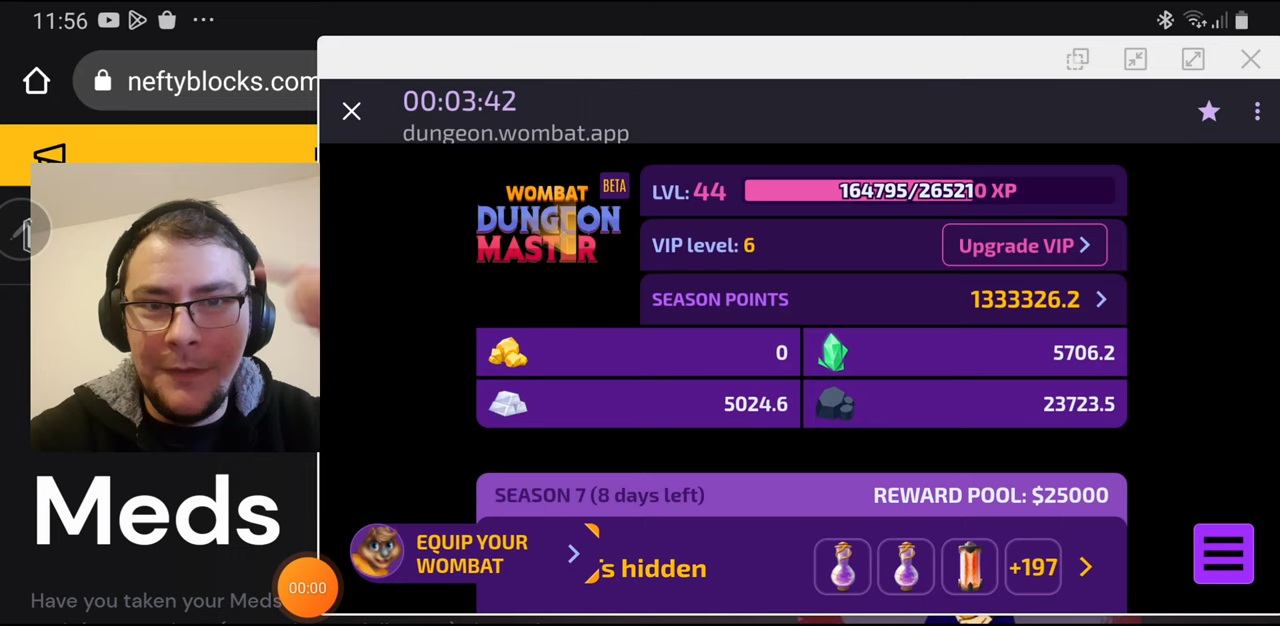 11:56
neftyblocks.com
00:03:42
dungeon.wombat.app
WOMBAT
DUNGEON
MASTER
BETA
LVL: 44
164795/265210 XP
VIP level: 6
Upgrade VIP
SEASON POINTS
1333326.2
0
5706.2
5024.6
23723.5
SEASON 7 (8 days left)
REWARD POOL: $25000
EQUIP YOUR
WOMBAT
's hidden
+197
Meds
Have you taken your Meds
00:00